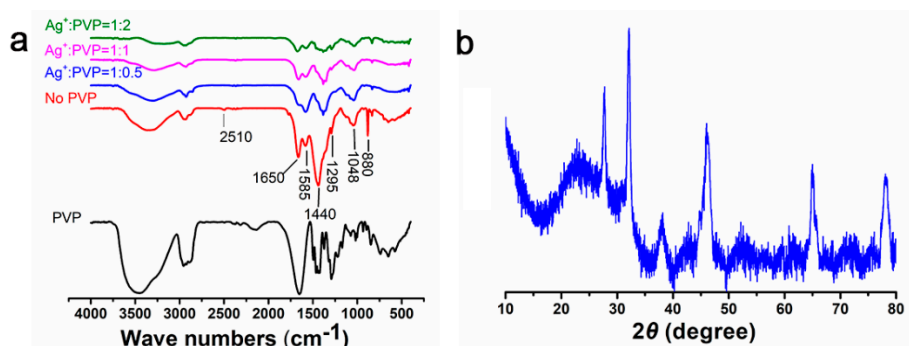 a
Ag⁺:PVP=1:2
Ag⁺:PVP=1:1
Ag⁺:PVP=1:0.5
No PVP
2510
1650
1585
1440
1295
1048
880
PVP
4000 3500 3000 2500 2000 1500 1000 500
Wave numbers (cm⁻¹)
b
10 20 30 40 50 60 70 80
2θ (degree)